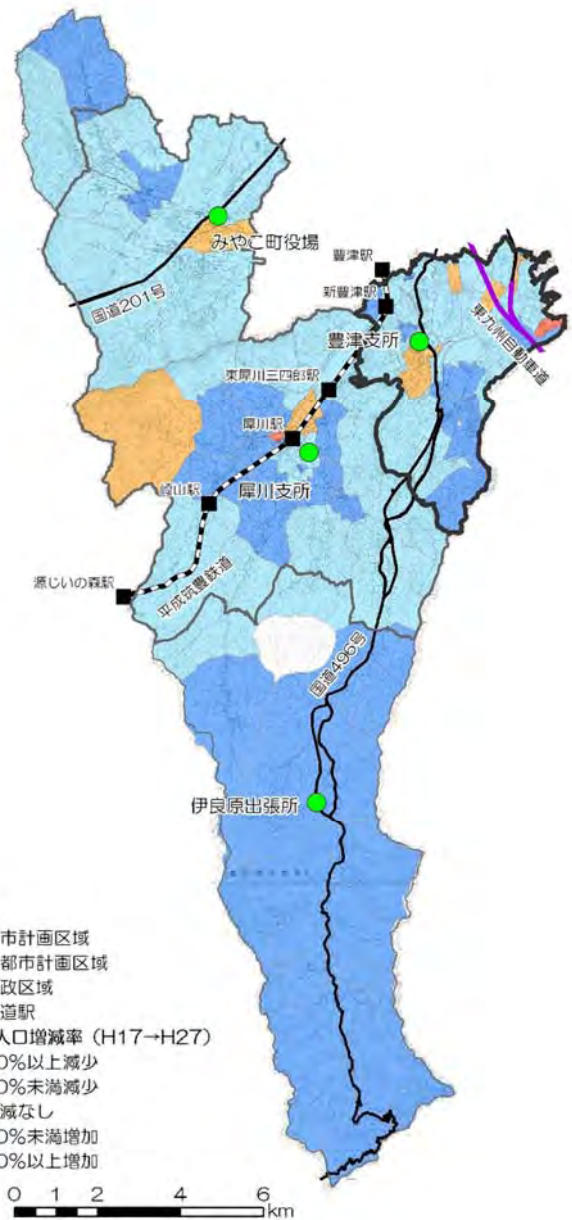 みやこ町役場
国道201号
豊津駅
新豊津駅
豊津支所
東九州自動車道
東犀川三四郎駅
犀川駅
犀川支所
崎山駅
源じいの森駅
平成筑豊鉄道
国道496号
伊良原出張所
市計画区域
都市計画区域
政区域
道駅
人口増減率（H17→H27）
0%以上減少
0%未満減少
減なし
0%未満増加
0%以上増加
0 1 2 4 6
km